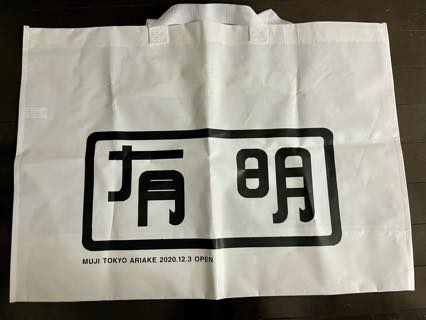 有明
MUJI TOKYO ARIAKE 2020.12.3 OPEN